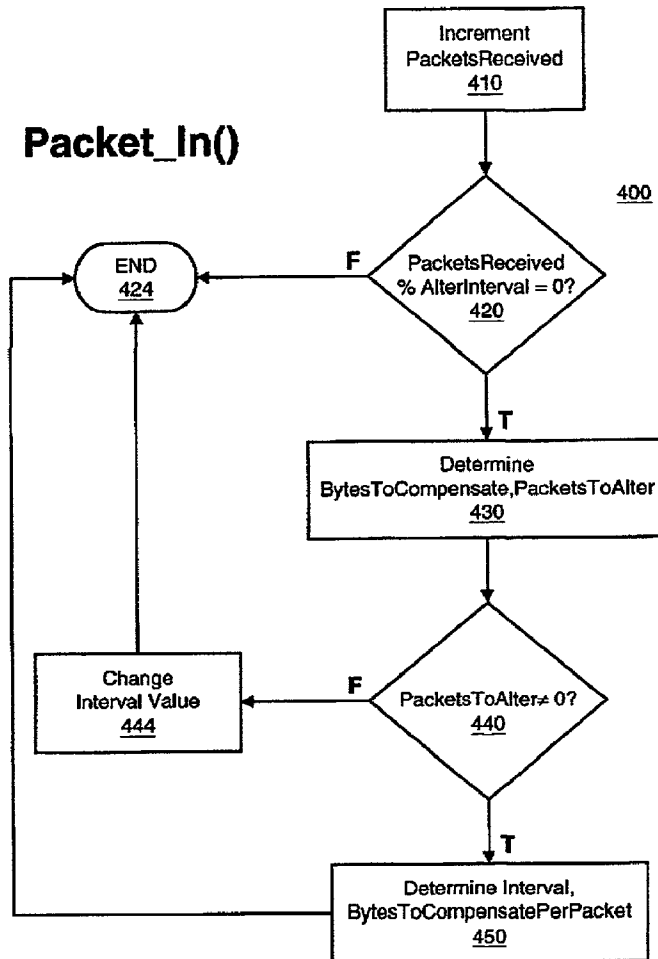 Increment
PacketsReceived
410
Packet_In()
400
END
424
F
PacketsReceived
% AlterInterval = 0?
420
T
Determine
BytesToCompensate,PacketsToAlter
430
Change
Interval Value
444
F
PacketsToAlter≠ 0?
440
T
Determine Interval,
BytesToCompensatePerPacket
450